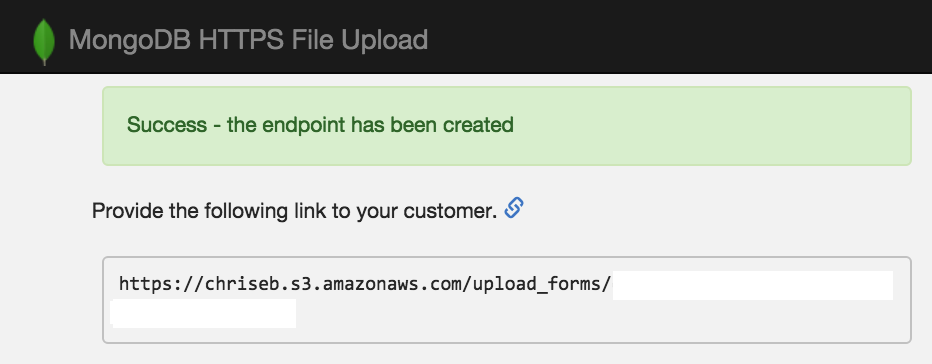 MongoDB HTTPS File Upload
Success - the endpoint has been created
Provide the following link to your customer.
https://chriseb.s3.amazonaws.com/upload_forms/